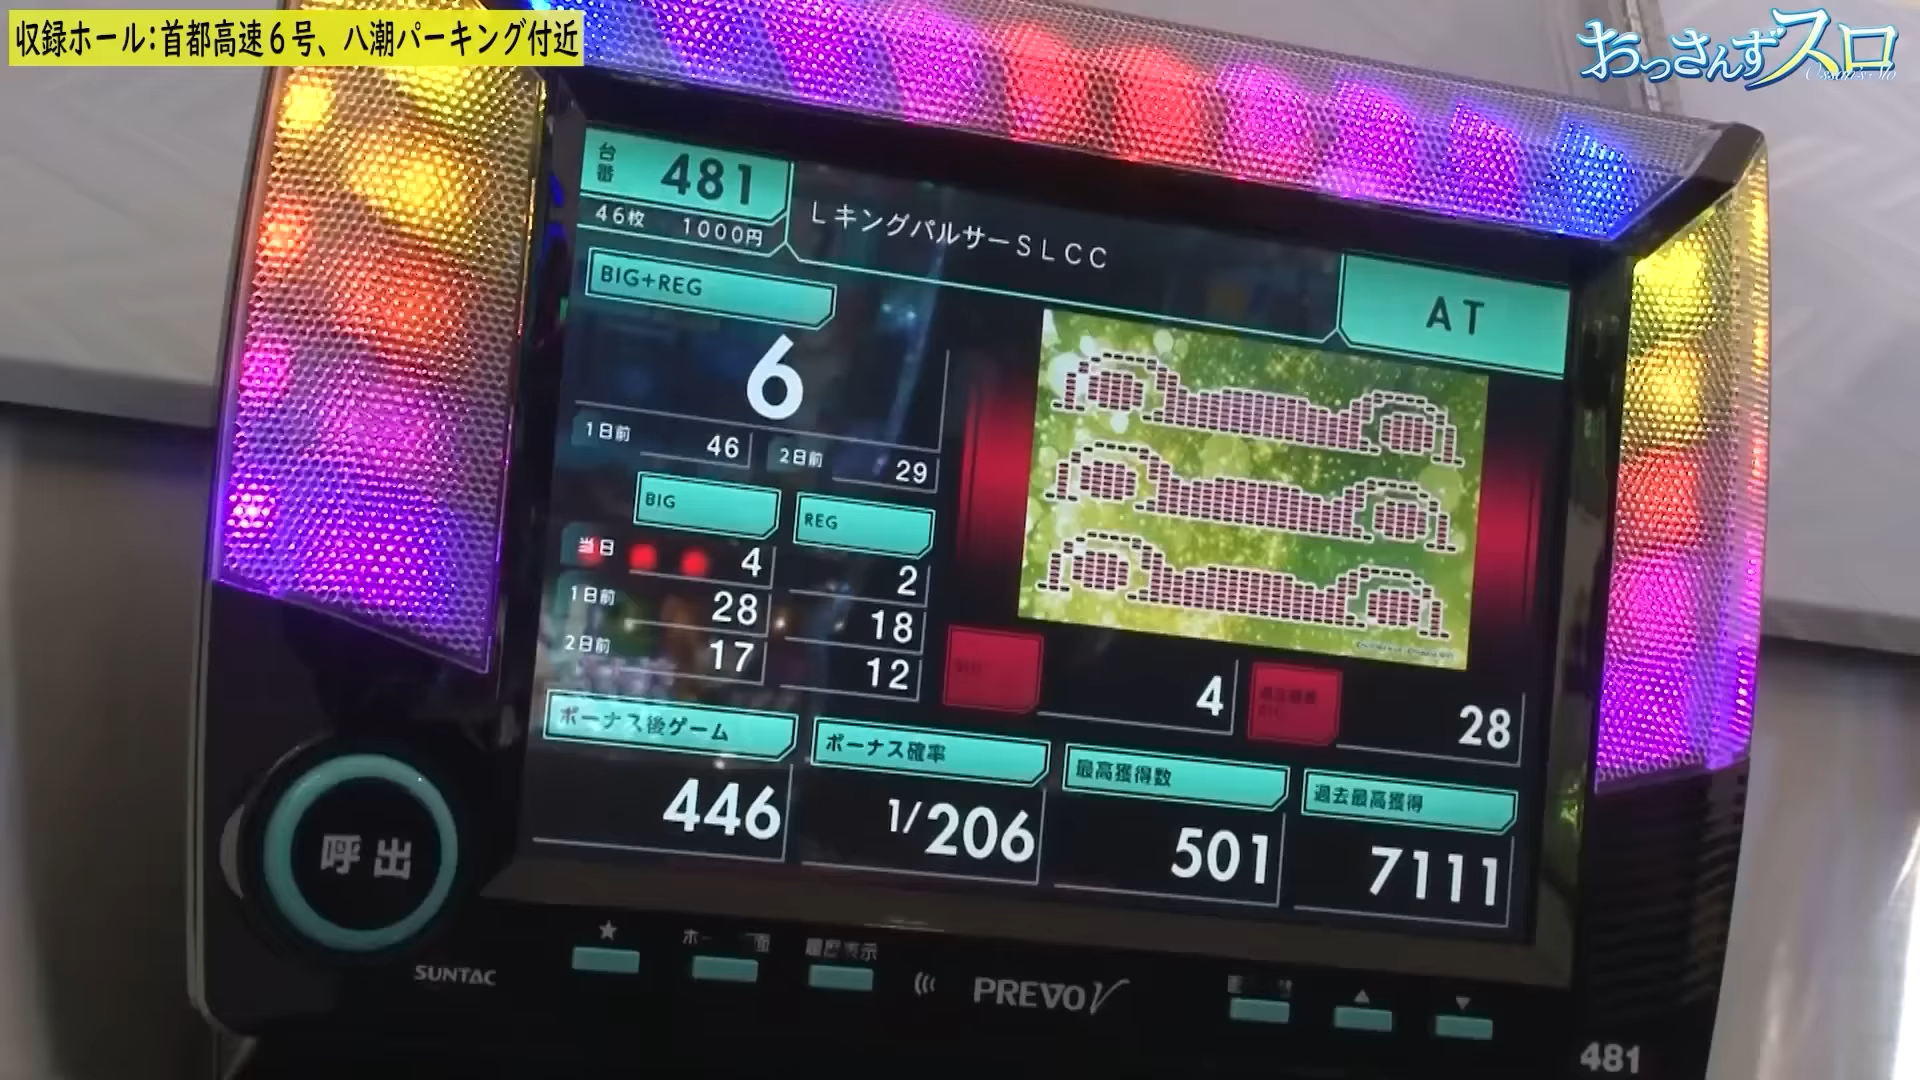 収録ホール:首都高速6号、八潮パーキング付近
おっさんずスロ
Ossan's Slo
台番 481
46枚 1000円
LキングパルサーSLCC
AT
BIG+REG
6
1日前 46 2日前 29
BIG REG
当日 4 2
1日前 28 18
2日前 17 12
4 28
ボーナス後ゲーム ボーナス確率 最高獲得数 過去最高獲得
446 1/206 501 7111
呼出
★ 履歴表示
SUNTAC
PREVO V
▲ ▼
481